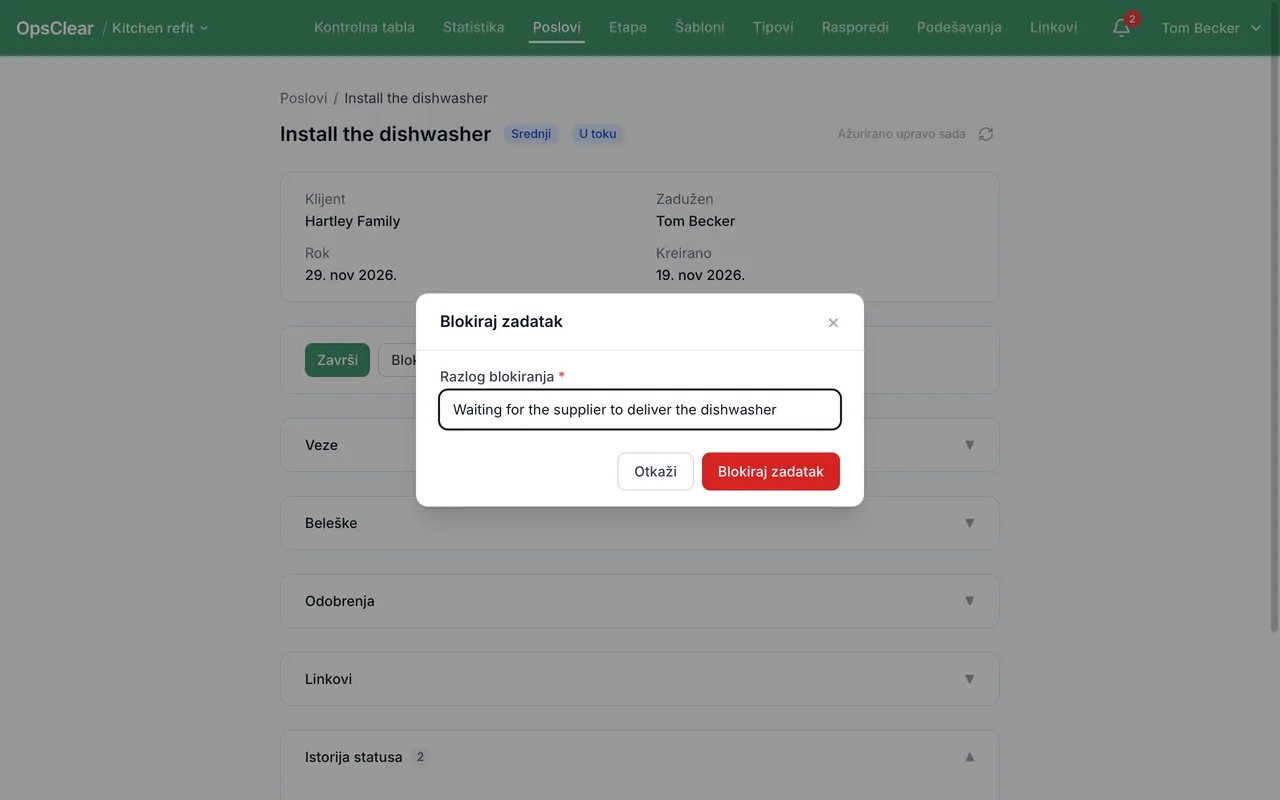 OpsClear / Kitchen refit Kontrolna tabla Statistika Poslovi Etape Šabloni Tipovi Rasporedi Podešavanja Linkovi 2 Tom Becker
Poslovi / Install the dishwasher
Install the dishwasher Srednji U toku Ažurirano upravo sada
Klijent Zadužen
Hartley Family Tom Becker
Rok Kreirano
29. nov 2026. 19. nov 2026.
Blokiraj zadatak ×
Završi Blok
Razlog blokiranja *
Waiting for the supplier to deliver the dishwasher
Otkaži Blokiraj zadatak
Veze
Beleške
Odobrenja
Linkovi
Istorija statusa 2